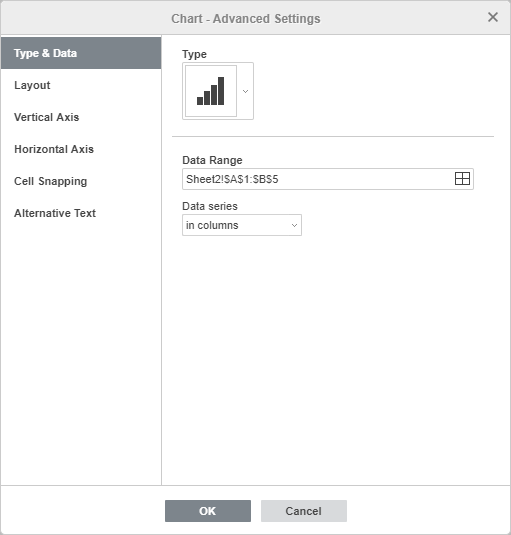 Chart - Advanced Settings
Type & Data
Layout
Vertical Axis
Horizontal Axis
Cell Snapping
Alternative Text
Type
Data Range
Sheet2!$A$1:$B$5
Data series
in columns
OK
Cancel